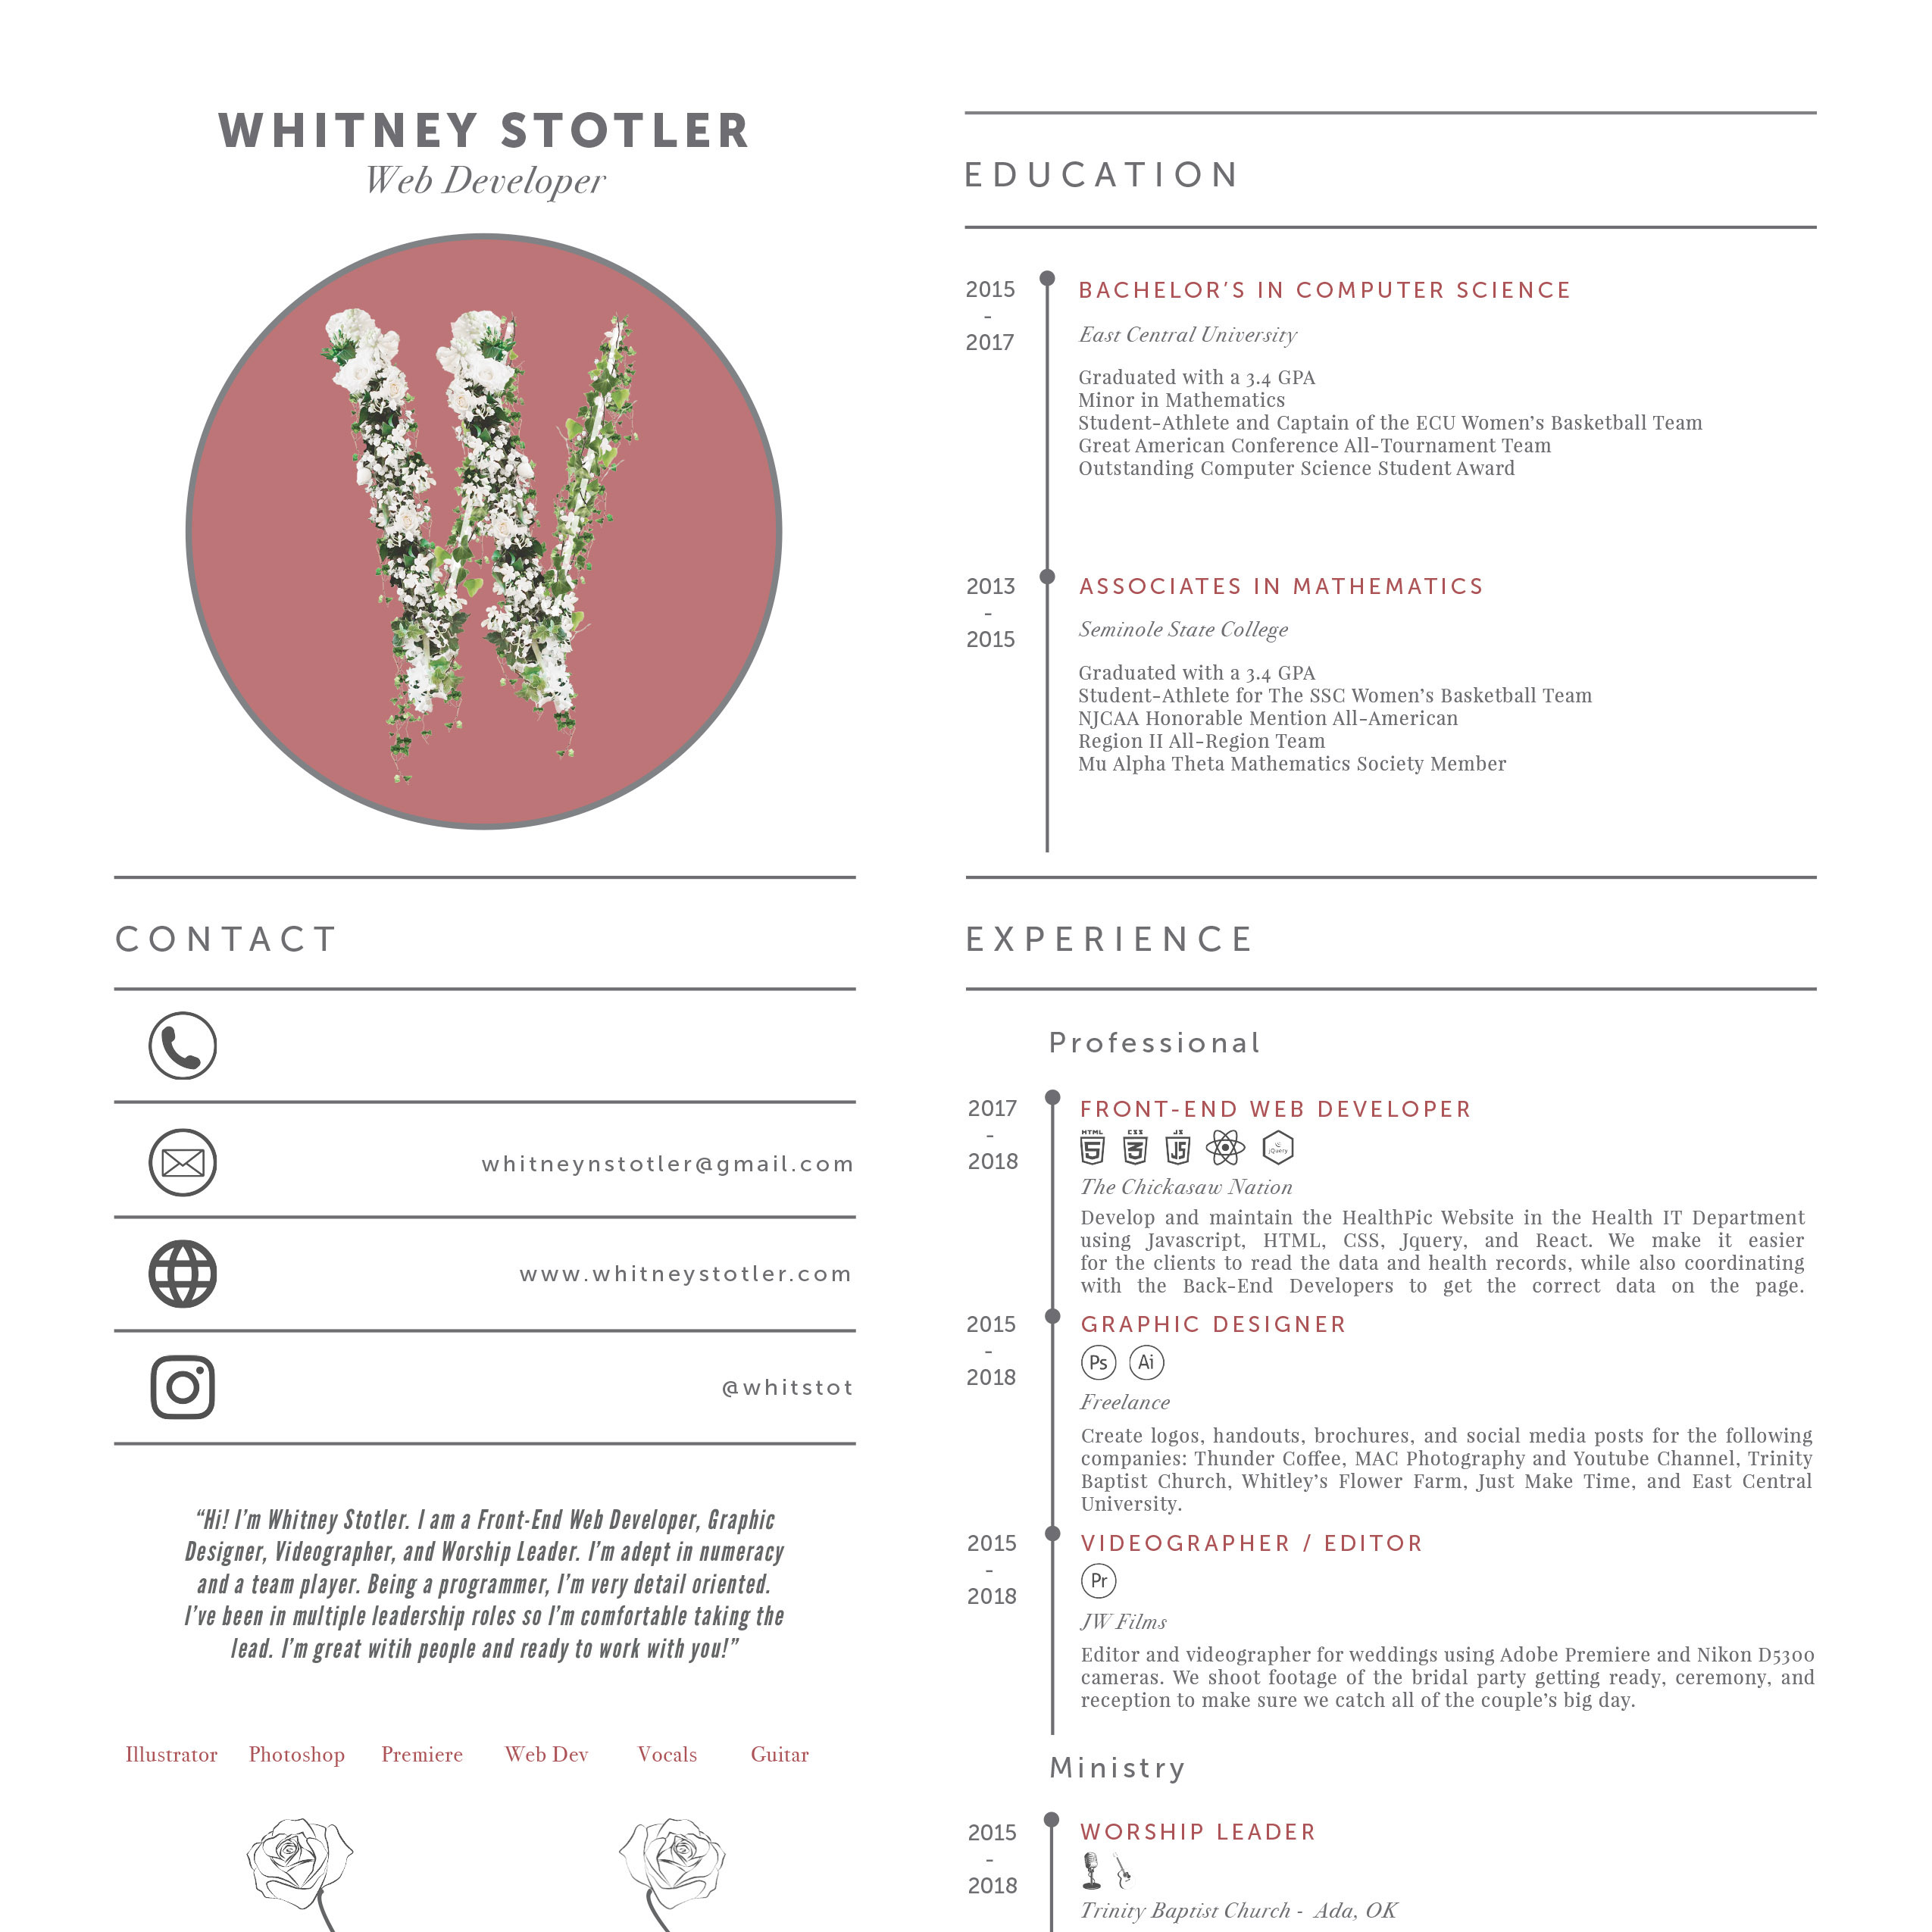 WHITNEY STOTLER
Web Developer
CONTACT
whitneynstotler@gmail.com
www.whitneystotler.com
@whitstot
“Hi! I’m Whitney Stotler. I am a Front-End Web Developer, Graphic
Designer, Videographer, and Worship Leader. I’m adept in numeracy
and a team player. Being a programmer, I’m very detail oriented.
I’ve been in multiple leadership roles so I’m comfortable taking the
lead. I’m great witih people and ready to work with you!”
Illustrator Photoshop Premiere Web Dev Vocals Guitar
EDUCATION
2015
-
2017
BACHELOR’S IN COMPUTER SCIENCE
East Central University
Graduated with a 3.4 GPA
Minor in Mathematics
Student-Athlete and Captain of the ECU Women’s Basketball Team
Great American Conference All-Tournament Team
Outstanding Computer Science Student Award
2013
-
2015
ASSOCIATES IN MATHEMATICS
Seminole State College
Graduated with a 3.4 GPA
Student-Athlete for The SSC Women’s Basketball Team
NJCAA Honorable Mention All-American
Region II All-Region Team
Mu Alpha Theta Mathematics Society Member
EXPERIENCE
Professional
2017
-
2018
FRONT-END WEB DEVELOPER
HTML 5 CSS 3 JS JS jQuery
The Chickasaw Nation
Develop and maintain the HealthPic Website in the Health IT Department
using Javascript, HTML, CSS, Jquery, and React. We make it easier
for the clients to read the data and health records, while also coordinating
with the Back-End Developers to get the correct data on the page.
2015
-
2018
GRAPHIC DESIGNER
Ps Ai
Freelance
Create logos, handouts, brochures, and social media posts for the following
companies: Thunder Coffee, MAC Photography and Youtube Channel, Trinity
Baptist Church, Whitley’s Flower Farm, Just Make Time, and East Central
University.
2015
-
2018
VIDEOGRAPHER / EDITOR
Pr
JW Films
Editor and videographer for weddings using Adobe Premiere and Nikon D5300
cameras. We shoot footage of the bridal party getting ready, ceremony, and
reception to make sure we catch all of the couple’s big day.
Ministry
2015
-
2018
WORSHIP LEADER
Trinity Baptist Church - Ada, OK